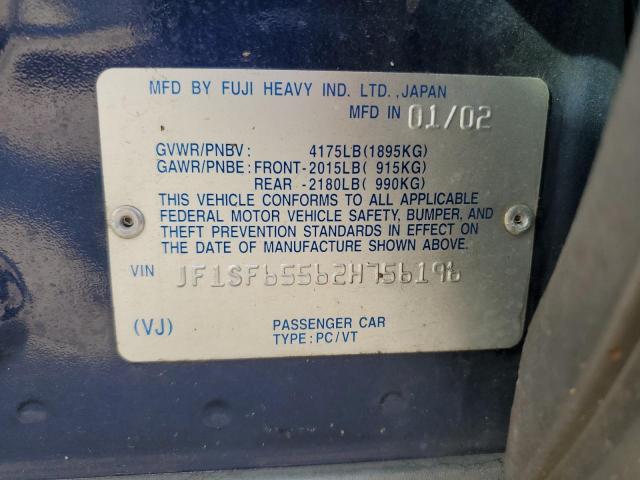 MFD BY FUJI HEAVY IND. LTD., JAPAN
MFD IN 01/02
GVWR/PNBV: 4175LB(1895KG)
GAWR/PNBE: FRONT-2015LB( 915KG)
REAR -2180LB( 990KG)
THIS VEHICLE CONFORMS TO ALL APPLICABLE
FEDERAL MOTOR VEHICLE SAFETY, BUMPER, AND
THEFT PREVENTION STANDARDS IN EFFECT ON
THE DATE OF MANUFACTURE SHOWN ABOVE.
VIN JF1SF65562H756196
(VJ) PASSENGER CAR
TYPE: PC/VT